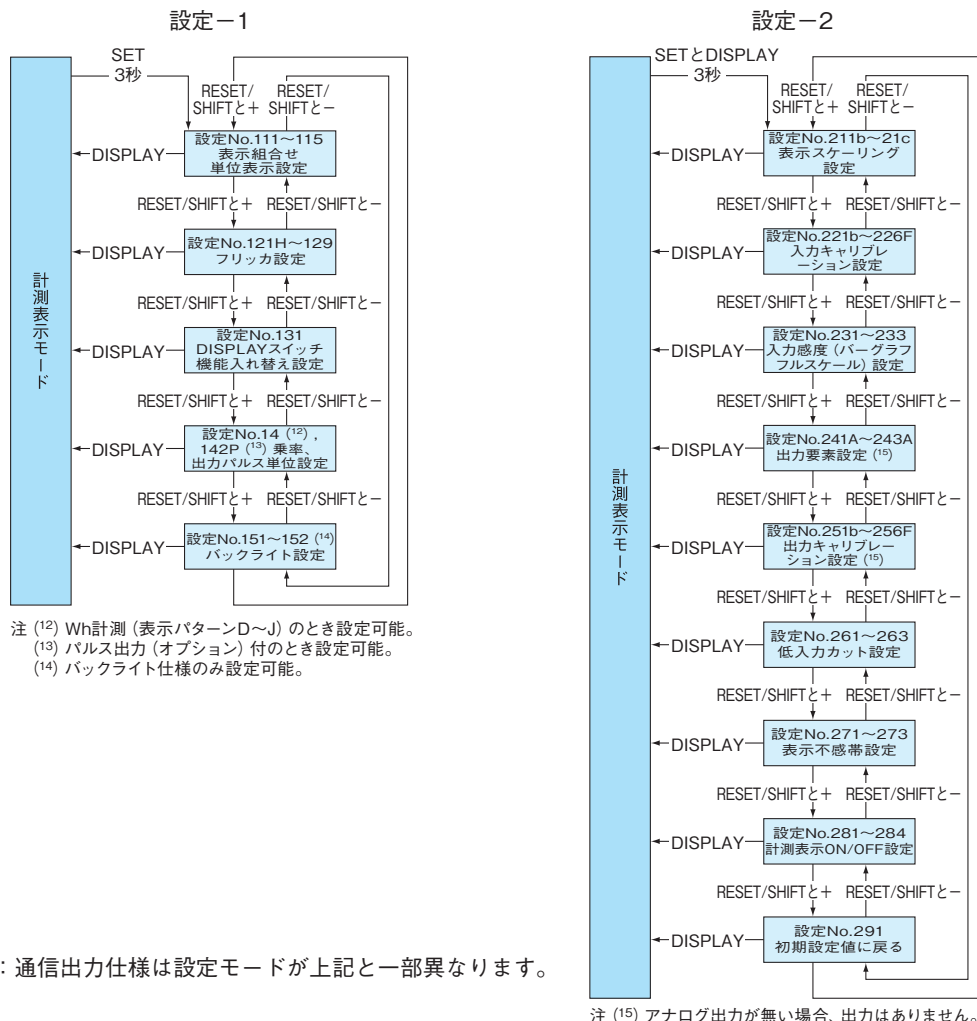 設定－1
SET
3秒
RESET/
SHIFTと＋
RESET/
SHIFTと－
計測表示モード
DISPLAY
設定No.111～115
表示組合せ
単位表示設定
RESET/SHIFTと＋ RESET/SHIFTと－
DISPLAY
設定No.121H～129
フリッカ設定
RESET/SHIFTと＋ RESET/SHIFTと－
DISPLAY
設定No.131
DISPLAYスイッチ
機能入れ替え設定
RESET/SHIFTと＋ RESET/SHIFTと－
DISPLAY
設定No.14 (12) ,
142P (13) 乗率、
出力パルス単位設定
RESET/SHIFTと＋ RESET/SHIFTと－
DISPLAY
設定No.151～152 (14)
バックライト設定
注 (12) Wh計測（表示パターンD～J）のとき設定可能。
(13) パルス出力（オプション）付のとき設定可能。
(14) バックライト仕様のみ設定可能。
設定－2
SETとDISPLAY
3秒
RESET/
SHIFTと＋
RESET/
SHIFTと－
計測表示モード
DISPLAY
設定No.211b～21c
表示スケーリング
設定
RESET/SHIFTと＋ RESET/SHIFTと－
DISPLAY
設定No.221b～226F
入力キャリブレ
ーション設定
RESET/SHIFTと＋ RESET/SHIFTと－
DISPLAY
設定No.231～233
入力感度（バーグラフ
フルスケール）設定
RESET/SHIFTと＋ RESET/SHIFTと－
DISPLAY
設定No.241A～243A
出力要素設定 (15)
RESET/SHIFTと＋ RESET/SHIFTと－
DISPLAY
設定No.251b～256F
出力キャリブレー
ション設定 (15)
RESET/SHIFTと＋ RESET/SHIFTと－
DISPLAY
設定No.261～263
低入力カット設定
RESET/SHIFTと＋ RESET/SHIFTと－
DISPLAY
設定No.271～273
表示不感帯設定
RESET/SHIFTと＋ RESET/SHIFTと－
DISPLAY
設定No.281～284
計測表示ON/OFF設定
RESET/SHIFTと＋ RESET/SHIFTと－
DISPLAY
設定No.291
初期設定値に戻る
：通信出力仕様は設定モードが上記と一部異なります。
注 (15) アナログ出力が無い場合、出力はありません。